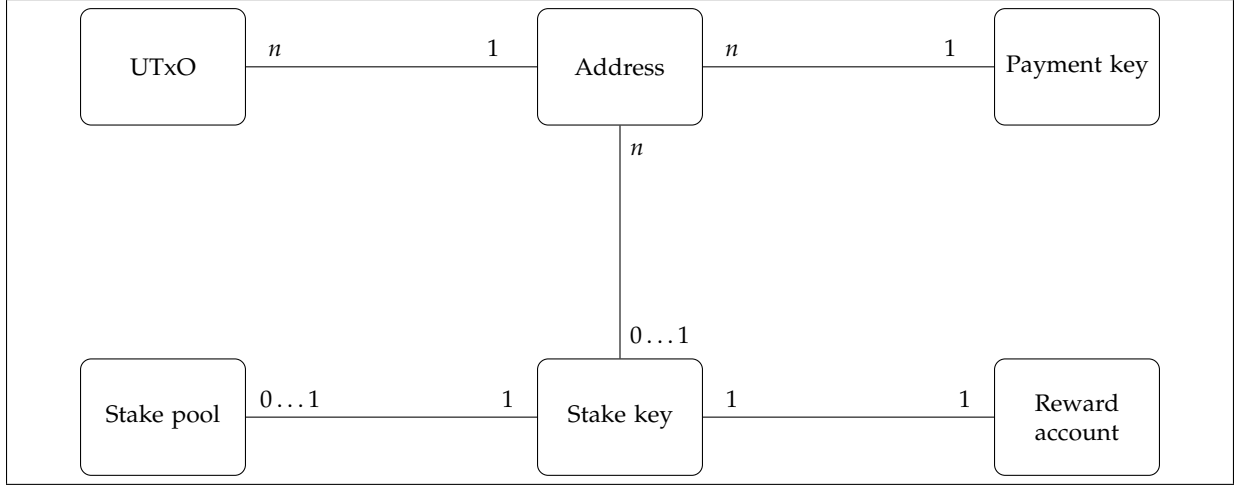 UTxO
n
1
Address
n
1
Payment key
n
0 . . . 1
Stake pool
0 . . . 1
1
Stake key
1
1
Reward
account